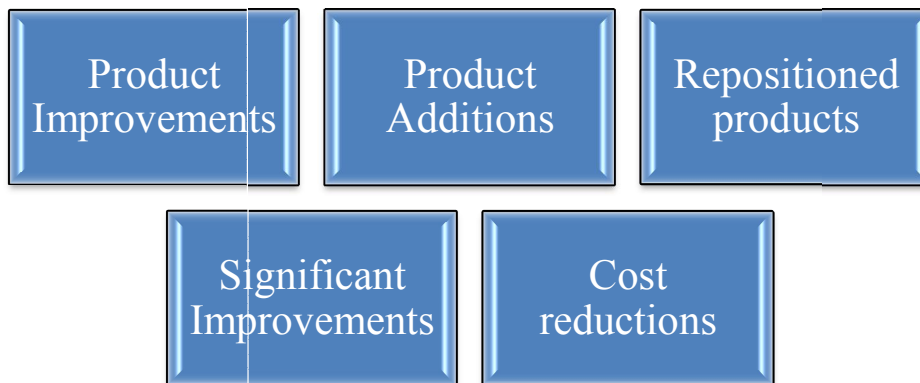 Product
Improvements
Product
Additions
Repositioned
products
Significant
Improvements
Cost
reductions